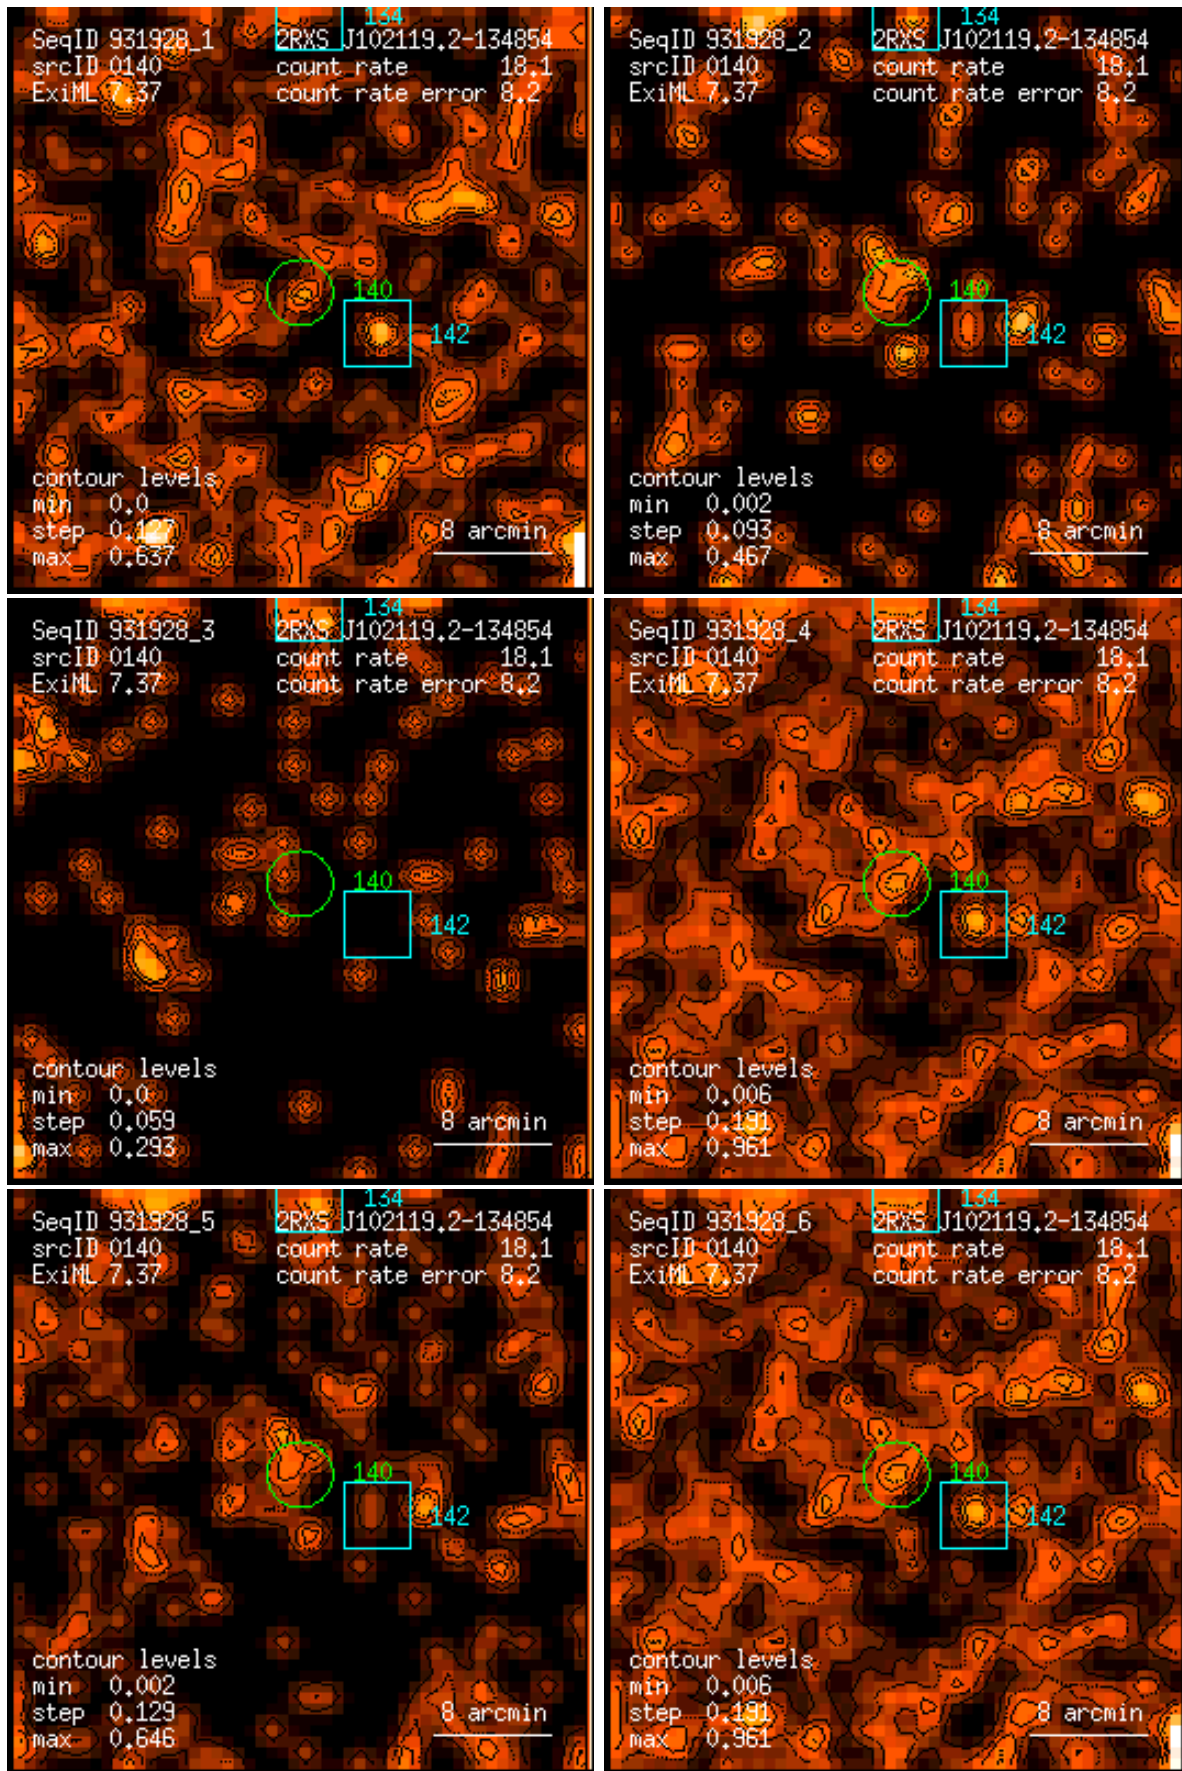 134
SeqID 931928_1 2RXS J102119.2-134854
srcID 0140 count rate 18.1
ExiML 7.37 count rate error 8.2
140
142
contour levels
min 0.0
step 0.127 8 arcmin
max 0.637
134
SeqID 931928_2 2RXS J102119.2-134854
srcID 0140 count rate 18.1
ExiML 7.37 count rate error 8.2
140
142
contour levels
min 0.002
step 0.093 8 arcmin
max 0.467
134
SeqID 931928_3 2RXS J102119.2-134854
srcID 0140 count rate 18.1
ExiML 7.37 count rate error 8.2
140
142
contour levels
min 0.0
step 0.059 8 arcmin
max 0.293
134
SeqID 931928_4 2RXS J102119.2-134854
srcID 0140 count rate 18.1
ExiML 7.37 count rate error 8.2
140
142
contour levels
min 0.006
step 0.191 8 arcmin
max 0.961
134
SeqID 931928_5 2RXS J102119.2-134854
srcID 0140 count rate 18.1
ExiML 7.37 count rate error 8.2
140
142
contour levels
min 0.002
step 0.129 8 arcmin
max 0.646
134
SeqID 931928_6 2RXS J102119.2-134854
srcID 0140 count rate 18.1
ExiML 7.37 count rate error 8.2
140
142
contour levels
min 0.006
step 0.191 8 arcmin
max 0.961